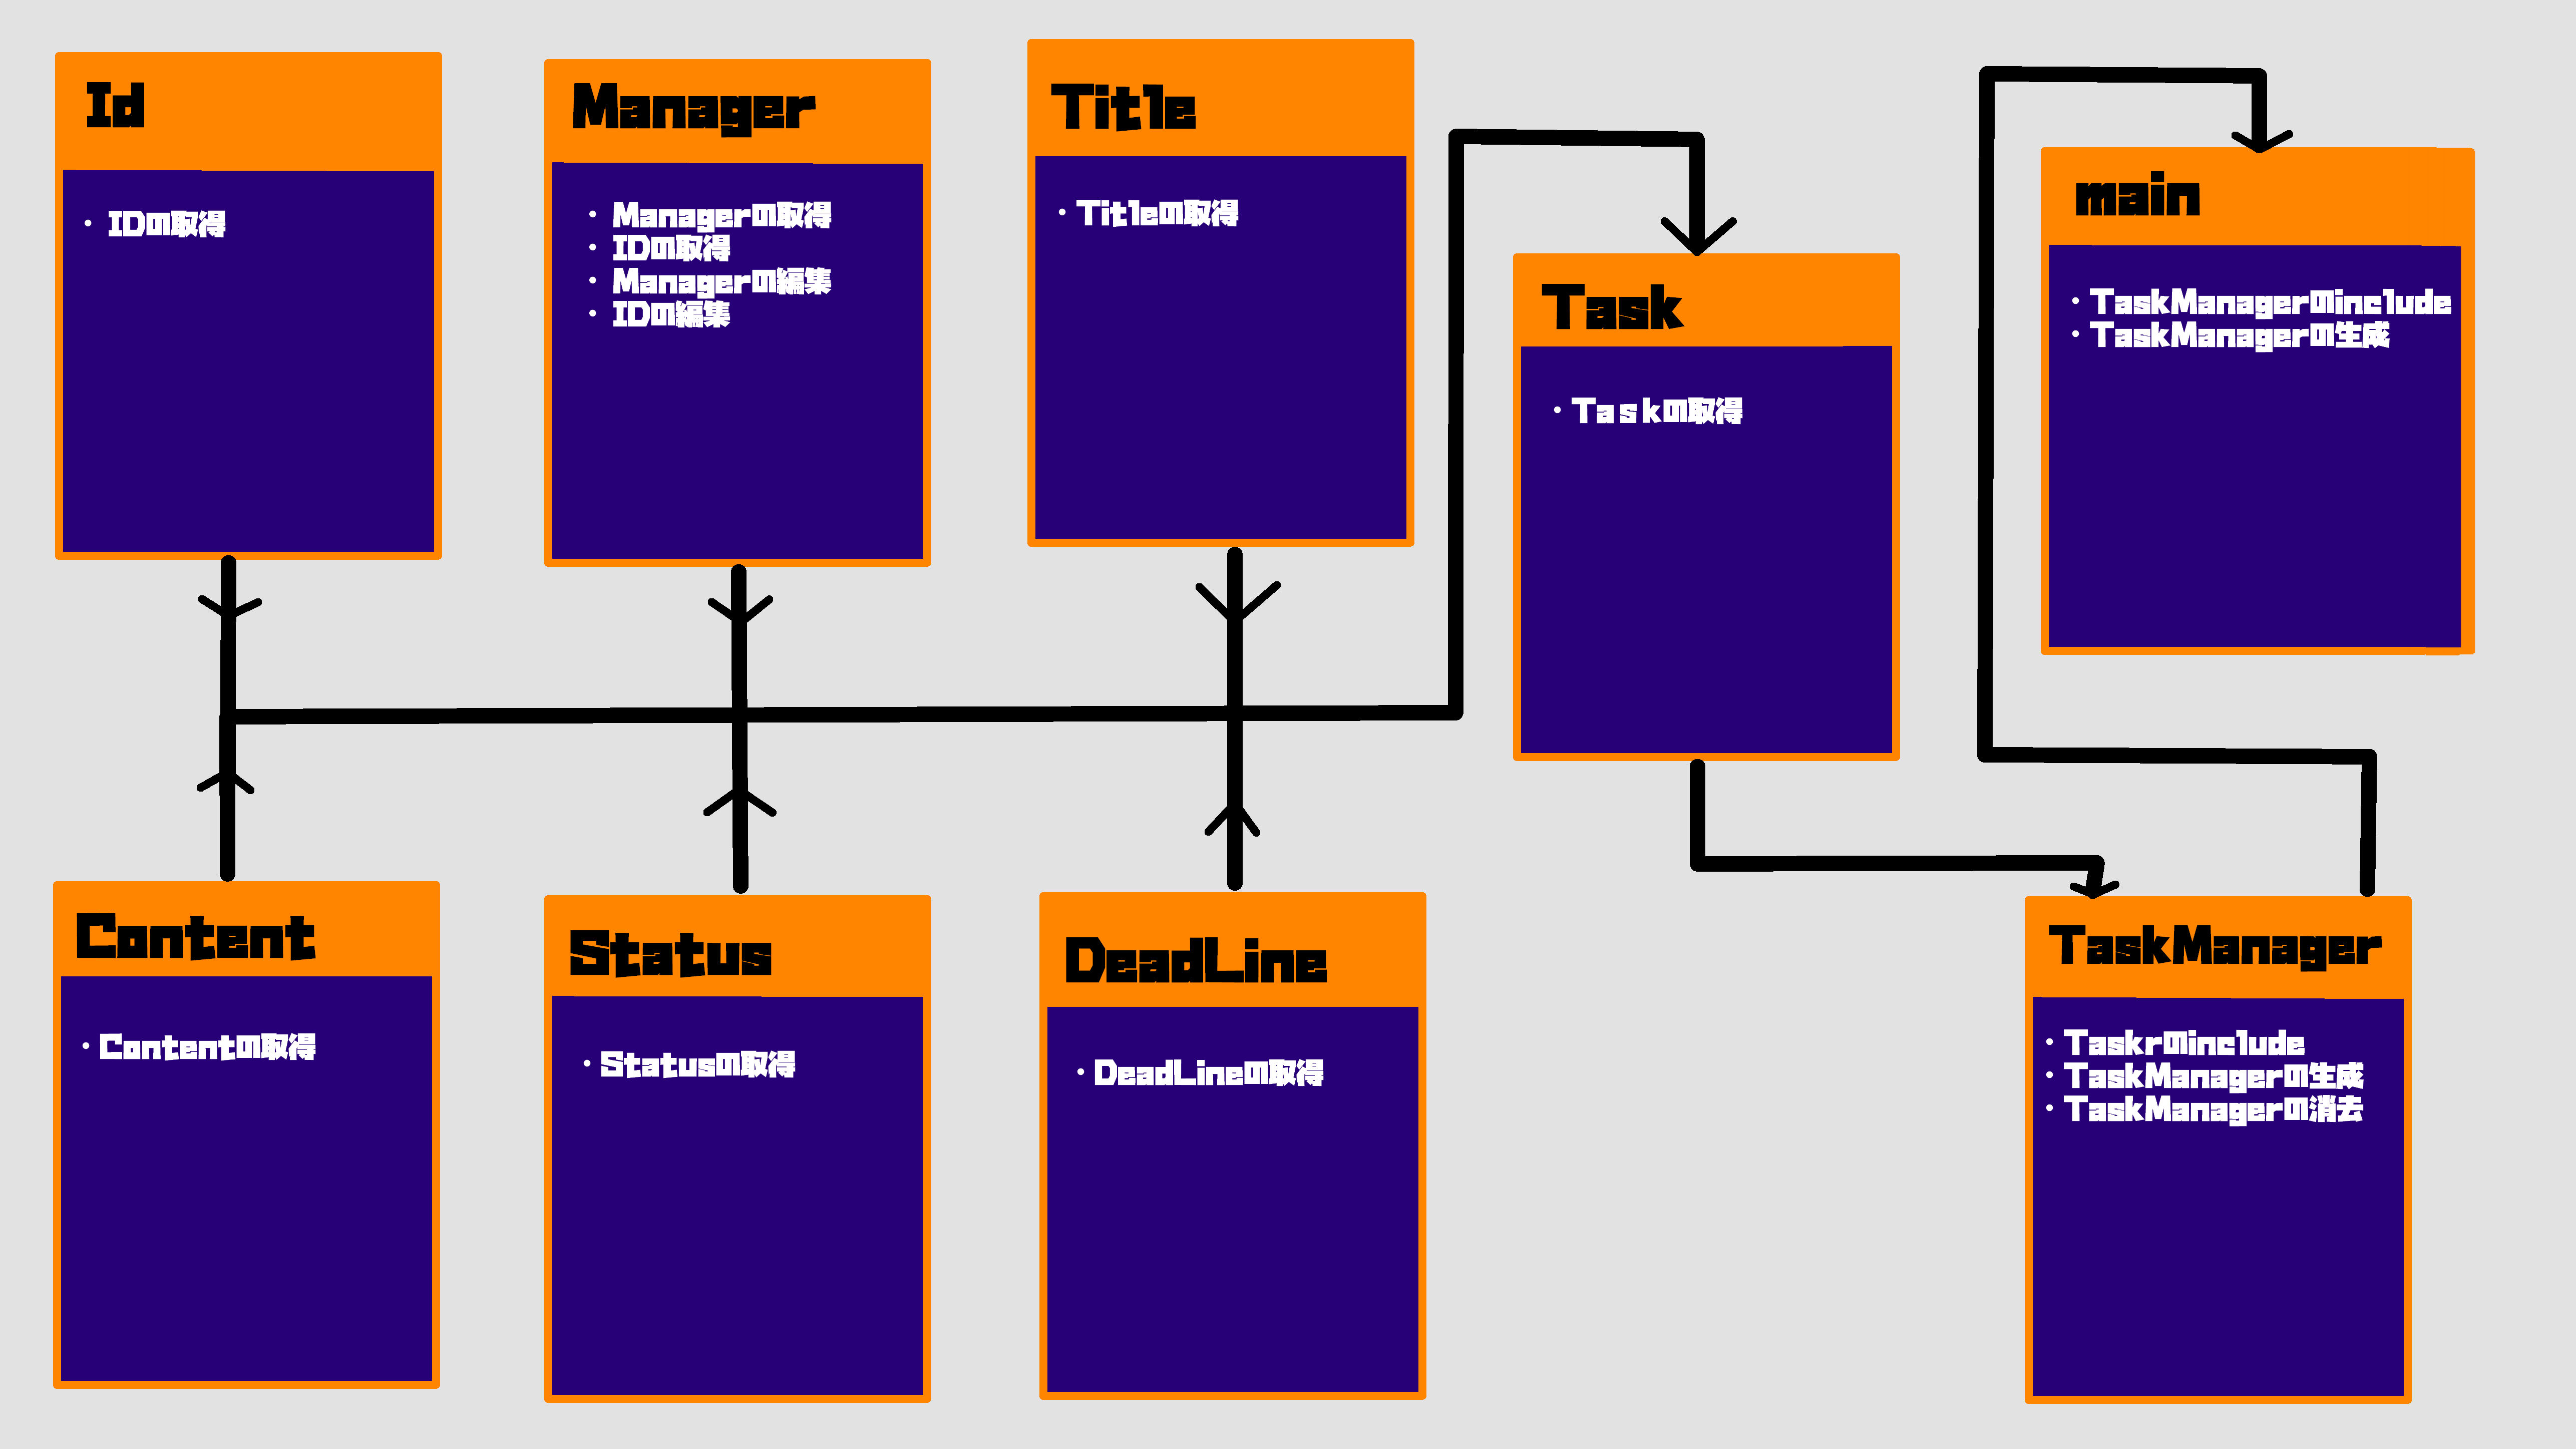 Id
・IDの取得
Manager
・Managerの取得
・IDの取得
・Managerの編集
・IDの編集
Title
・Titleの取得
Task
・Taskの取得
main
・TaskManagerのinclude
・TaskManagerの生成
Content
・Contentの取得
Status
・Statusの取得
DeadLine
・DeadLineの取得
TaskManager
・Taskrのinclude
・TaskManagerの生成
・TaskManagerの消去